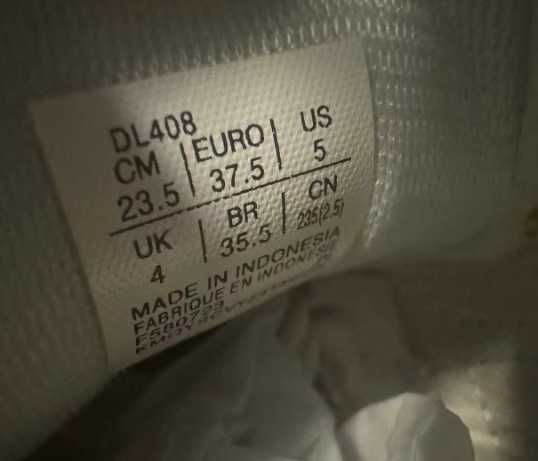 DL408
CM | EURO | US
23.5 | 37.5 | 5
UK | BR | CN
4 | 35.5 | 235(2.5)
MADE IN INDONESIA
FABRIQUE EN INDONESIE